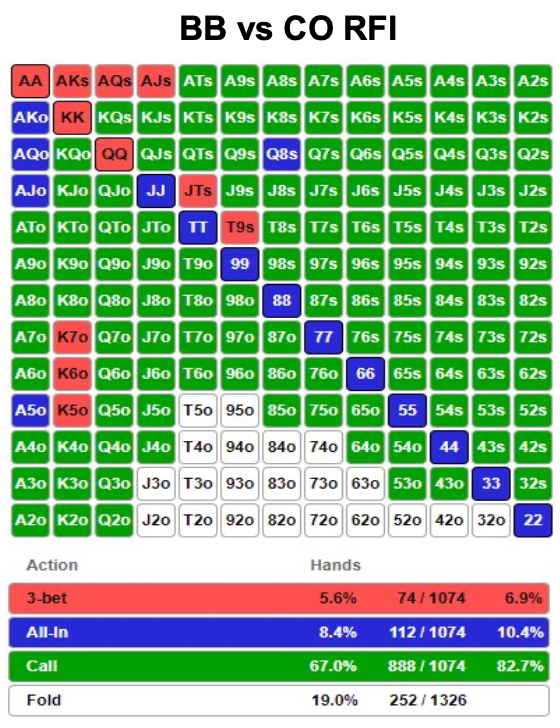 BB vs CO RFI
AA AKs AQs AJs ATs A9s A8s A7s A6s A5s A4s A3s A2s
AKo KK KQs KJs KTs K9s K8s K7s K6s K5s K4s K3s K2s
AQo KQo QQ QJs QTs Q9s Q8s Q7s Q6s Q5s Q4s Q3s Q2s
AJo KJo QJo JJ JTs J9s J8s J7s J6s J5s J4s J3s J2s
ATo KTo QTo JTo TT T9s T8s T7s T6s T5s T4s T3s T2s
A9o K9o Q9o J9o T9o 99 98s 97s 96s 95s 94s 93s 92s
A8o K8o Q8o J8o T8o 98o 88 87s 86s 85s 84s 83s 82s
A7o K7o Q7o J7o T7o 97o 87o 77 76s 75s 74s 73s 72s
A6o K6o Q6o J6o T6o 96o 86o 76o 66 65s 64s 63s 62s
A5o K5o Q5o J5o T5o 95o 85o 75o 65o 55 54s 53s 52s
A4o K4o Q4o J4o T4o 94o 84o 74o 64o 54o 44 43s 42s
A3o K3o Q3o J3o T3o 93o 83o 73o 63o 53o 43o 33 32s
A2o K2o Q2o J2o T2o 92o 82o 72o 62o 52o 42o 32o 22
Action Hands
3-bet 5.6% 74 / 1074 6.9%
All-In 8.4% 112 / 1074 10.4%
Call 67.0% 888 / 1074 82.7%
Fold 19.0% 252 / 1326